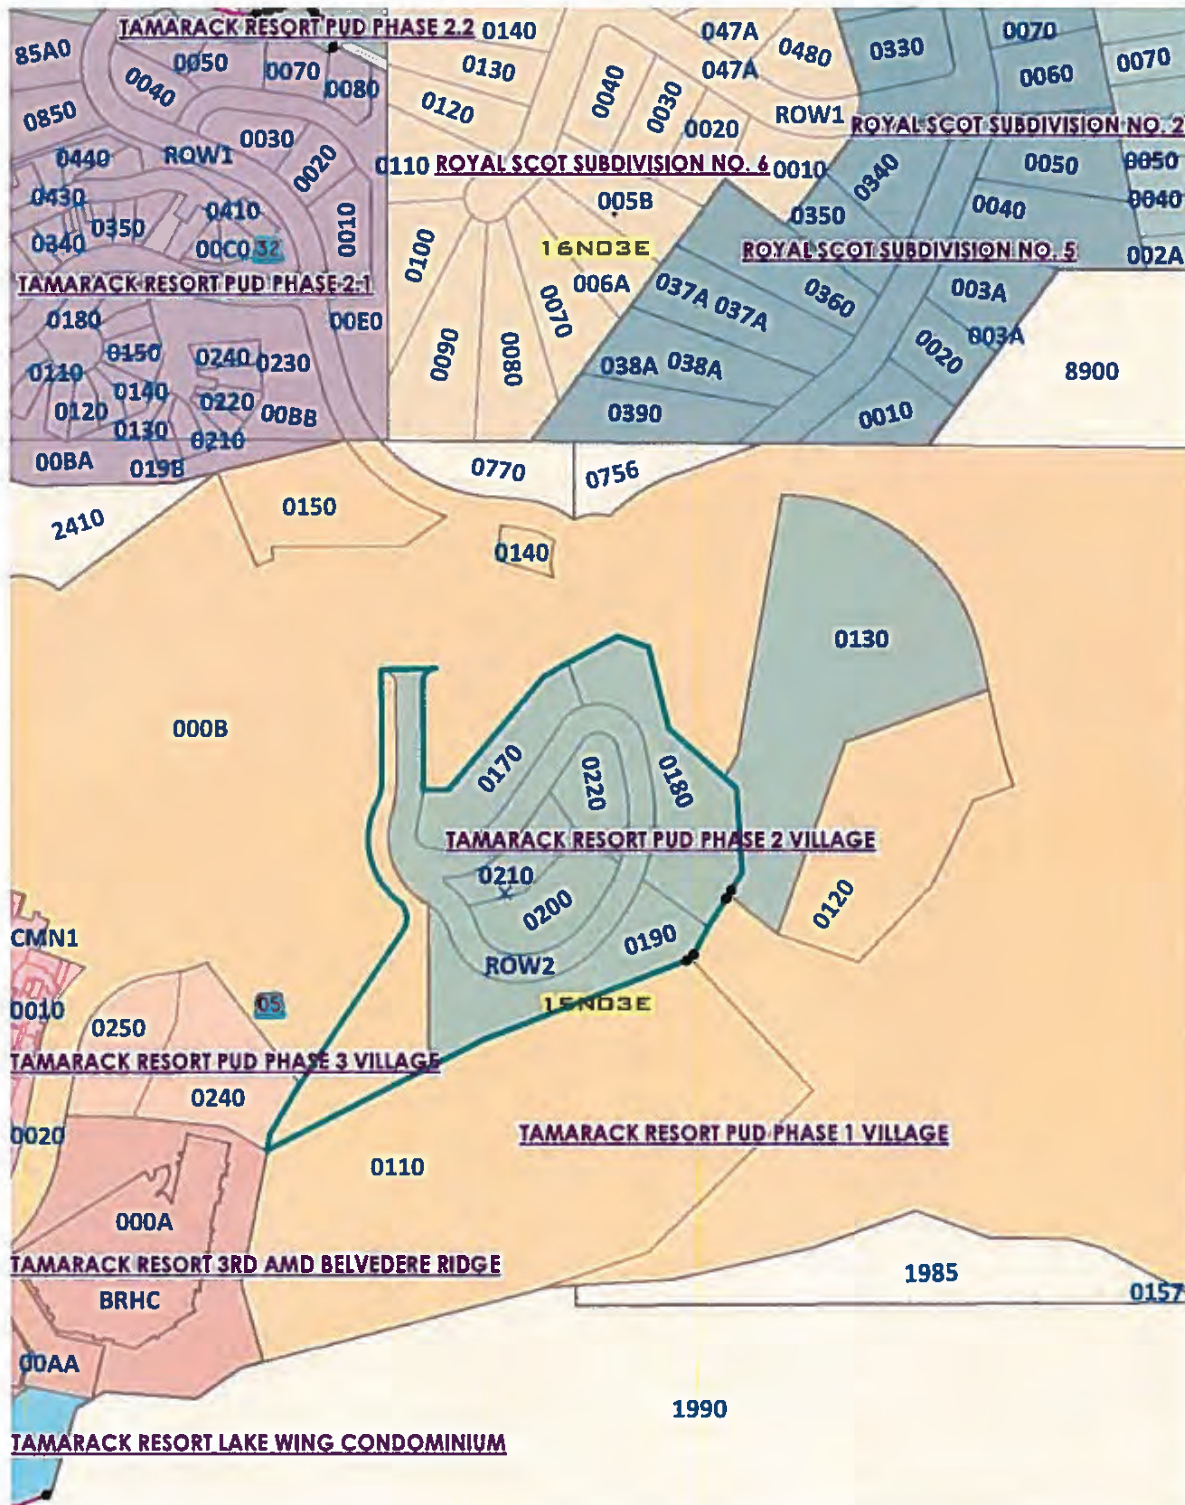 TAMARACK RESORT PUD PHASE 2.2 0140 047A 0480 0330 0070
85A0 0050 0070 0130 047A 0060 0070
0040 0080 0040
0850 0120 0030 0020 ROW1 ROYAL SCOT SUBDIVISION NO. 2
0440 ROW1 0030 0020 0110 ROYAL SCOT SUBDIVISION NO. 6 0010 0340 0050 0050
0430 0410 005B 0350 0040 0040
0340 0350 00C0 32 0010 0100 16N03E ROYAL SCOT SUBDIVISION NO. 5 002A
TAMARACK RESORT PUD PHASE 2-1 006A 037A 037A 0360 003A
0180 00E0 0070 003A
0150 0240 0230 0090 0800 038A 038A 0020 8900
0110 0140
0120 0220 00BB 0390 0010
0130 0210
00BA 019B 0770 0756
2410 0150
0140
0130
000B
0170 0220 0180
TAMARACK RESORT PUD PHASE 2 VILLAGE
0210 0200 0120
CMN1 0190
ROW2
0010 05 15N03E
0250
TAMARACK RESORT PUD PHASE 3 VILLAGE
0240
0020 TAMARACK RESORT PUD PHASE 1 VILLAGE
0110
000A
TAMARACK RESORT 3RD AMD BELVEDERE RIDGE
1985
BRHC 0157
00AA
1990
TAMARACK RESORT LAKE WING CONDOMINIUM